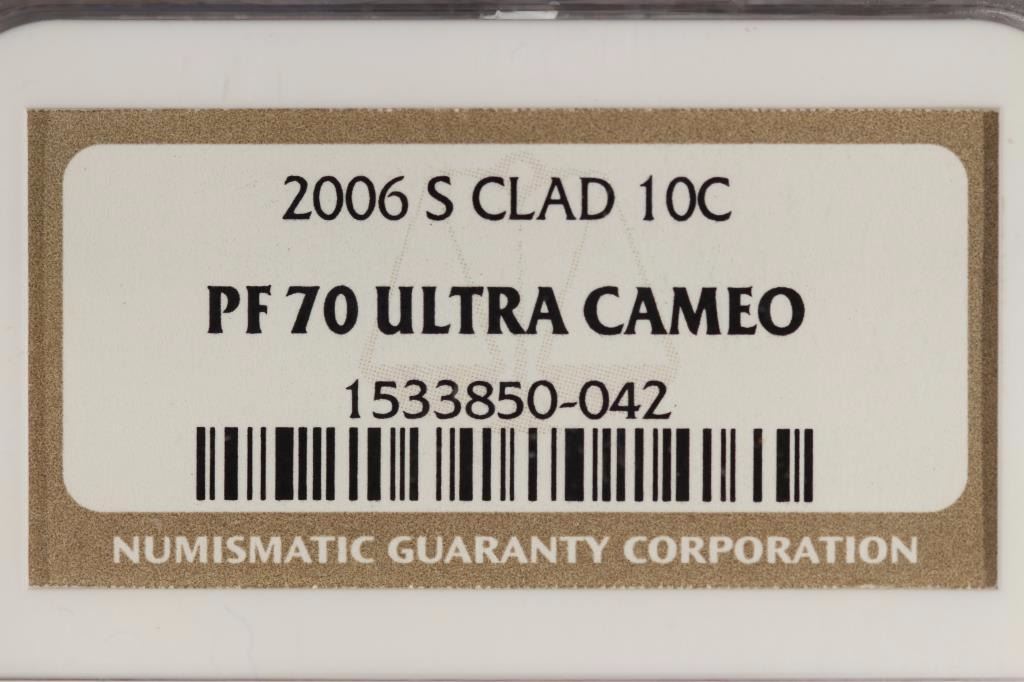 2006 S CLAD 10C
PF 70 ULTRA CAMEO
1533850-042
NUMISMATIC GUARANTY CORPORATION